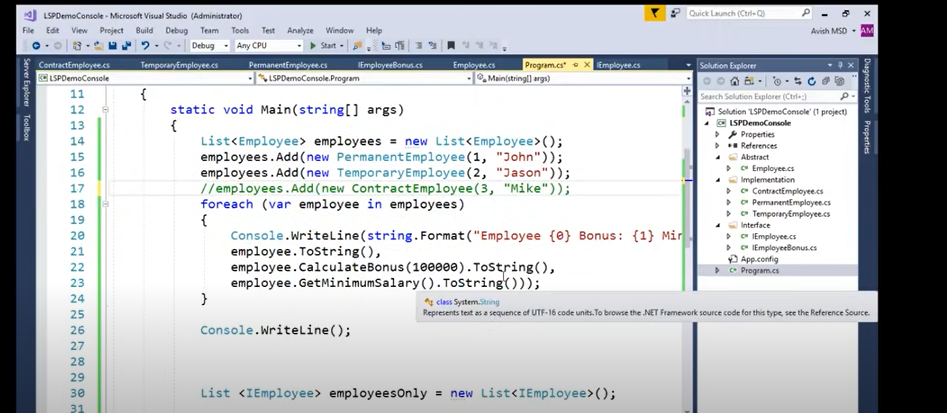 LSPDemoConsole - Microsoft Visual Studio (Administrator)
Quick Launch (Ctrl+Q)
File Edit View Project Build Debug Team Tools Test Analyze Window Help
Avish MSD AM
Debug Any CPU Start
Server Explorer
Toolbox
ContractEmployee.cs TemporaryEmployee.cs PermanentEmployee.cs IEmployeeBonus.cs Employee.cs Program.cs* IEmployee.cs
LSPDemoConsole LSPDemoConsole.Program Main(string[] args)
11 {
12 static void Main(string[] args)
13 {
14 List<Employee> employees = new List<Employee>();
15 employees.Add(new PermanentEmployee(1, "John"));
16 employees.Add(new TemporaryEmployee(2, "Jason"));
17 //employees.Add(new ContractEmployee(3, "Mike"));
18 foreach (var employee in employees)
19 {
20 Console.WriteLine(string.Format("Employee {0} Bonus: {1} Min
21 employee.ToString(),
22 employee.CalculateBonus(100000).ToString(),
23 employee.GetMinimumSalary().ToString()));
24 }
25
class System.String
Represents text as a sequence of UTF-16 code units.To browse the .NET Framework source code for this type, see the Reference Source.
26 Console.WriteLine();
27
28
29
30 List <IEmployee> employeesOnly = new List<IEmployee>();
31
Solution Explorer
Search Solution Explorer (Ctrl+;)
Solution 'LSPDemoConsole' (1 project)
LSPDemoConsole
Properties
References
Abstract
Employee.cs
Implementation
ContractEmployee.cs
PermanentEmployee.cs
TemporaryEmployee.cs
Interface
IEmployee.cs
IEmployeeBonus.cs
App.config
Program.cs
Diagnostic Tools
Properties